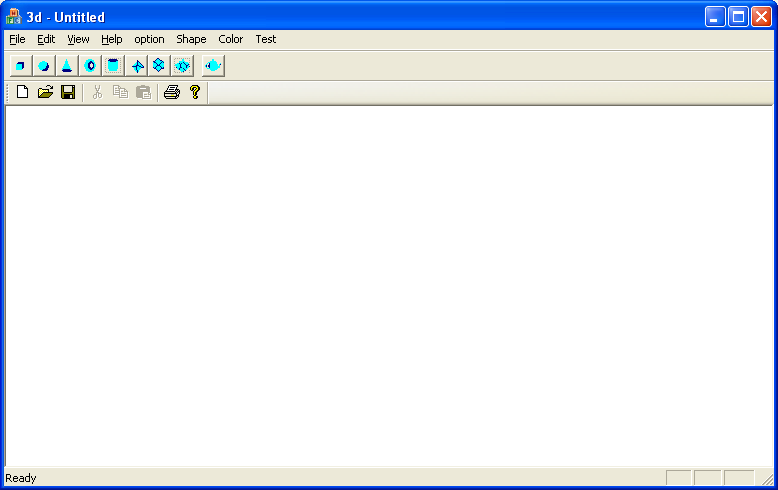 3d - Untitled
File Edit View Help option Shape Color Test
?
Ready